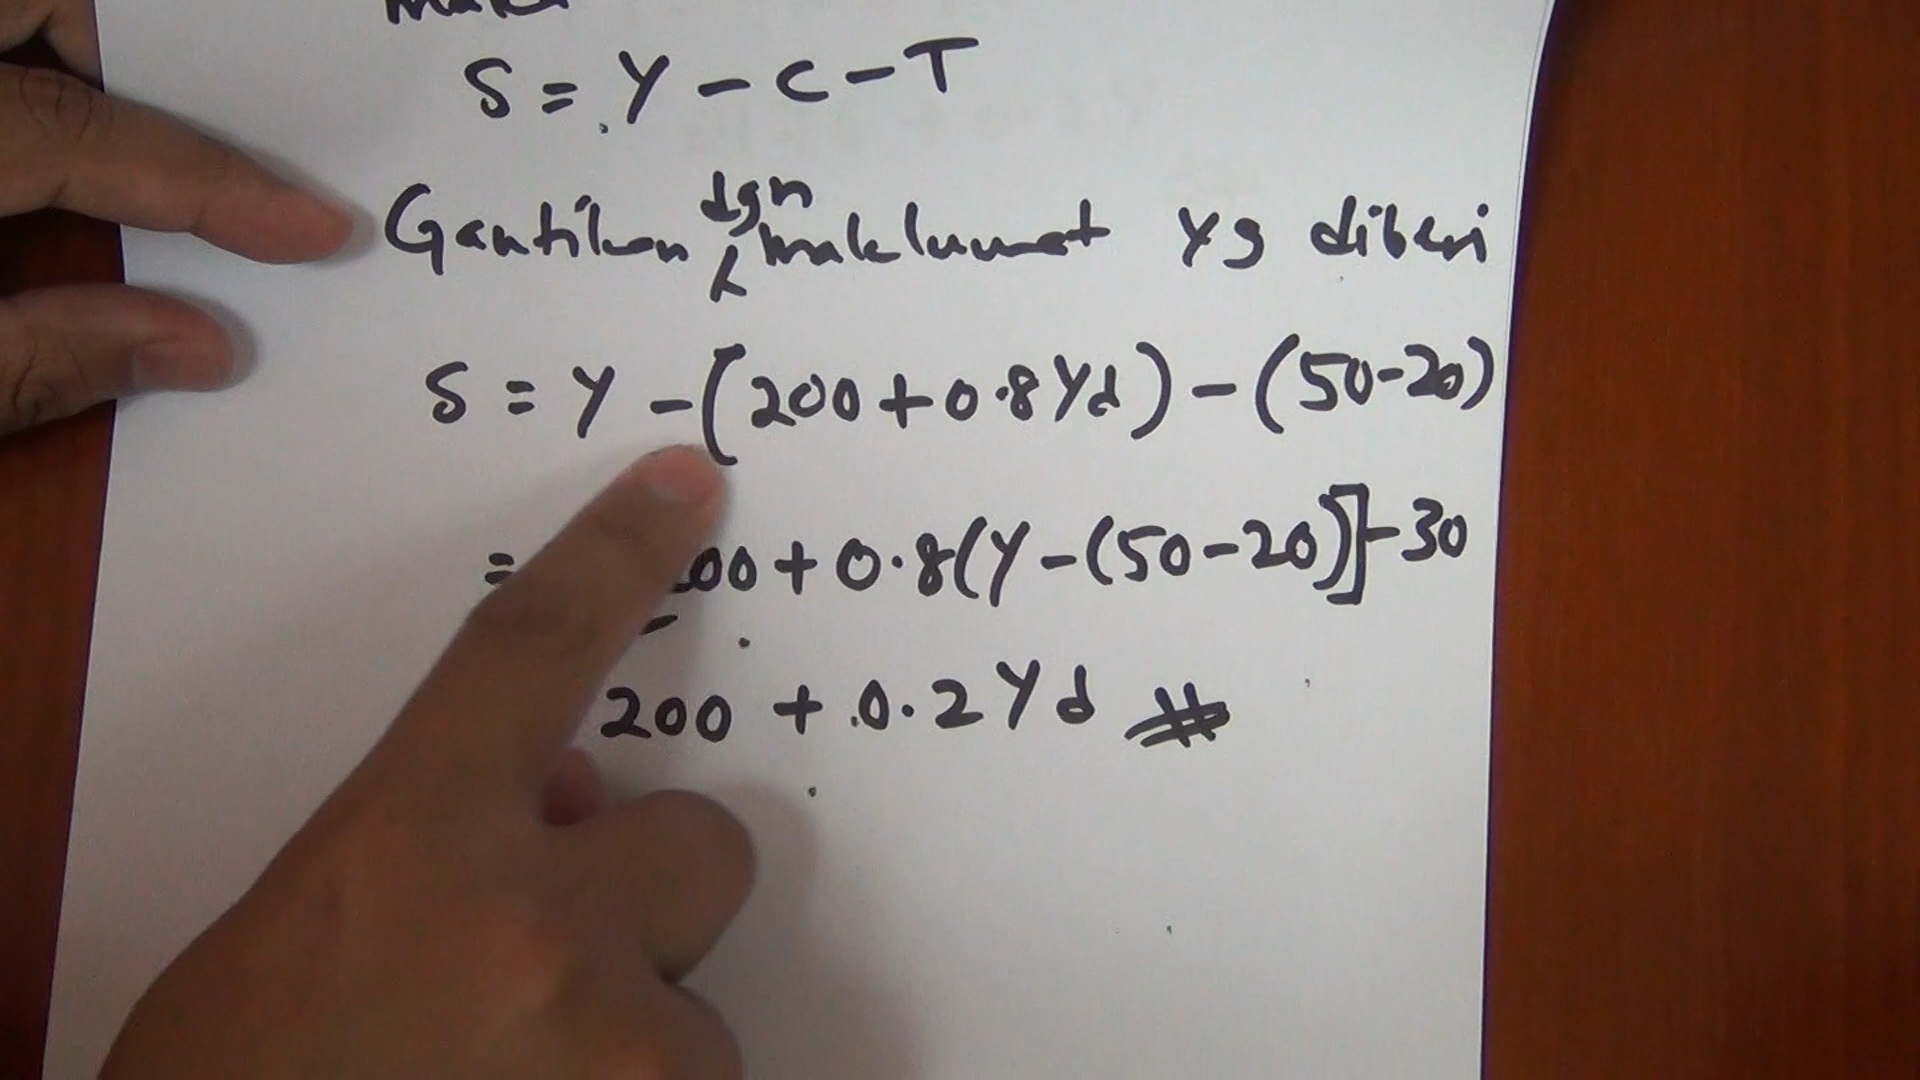 S = Y - C - T
Gantikan dgn maklumat yg diberi
S = Y - (200 + 0.8Yd) - (50-20)
= 00 + 0.8(Y - (50-20)] - 30
200 + 0.2Yd #